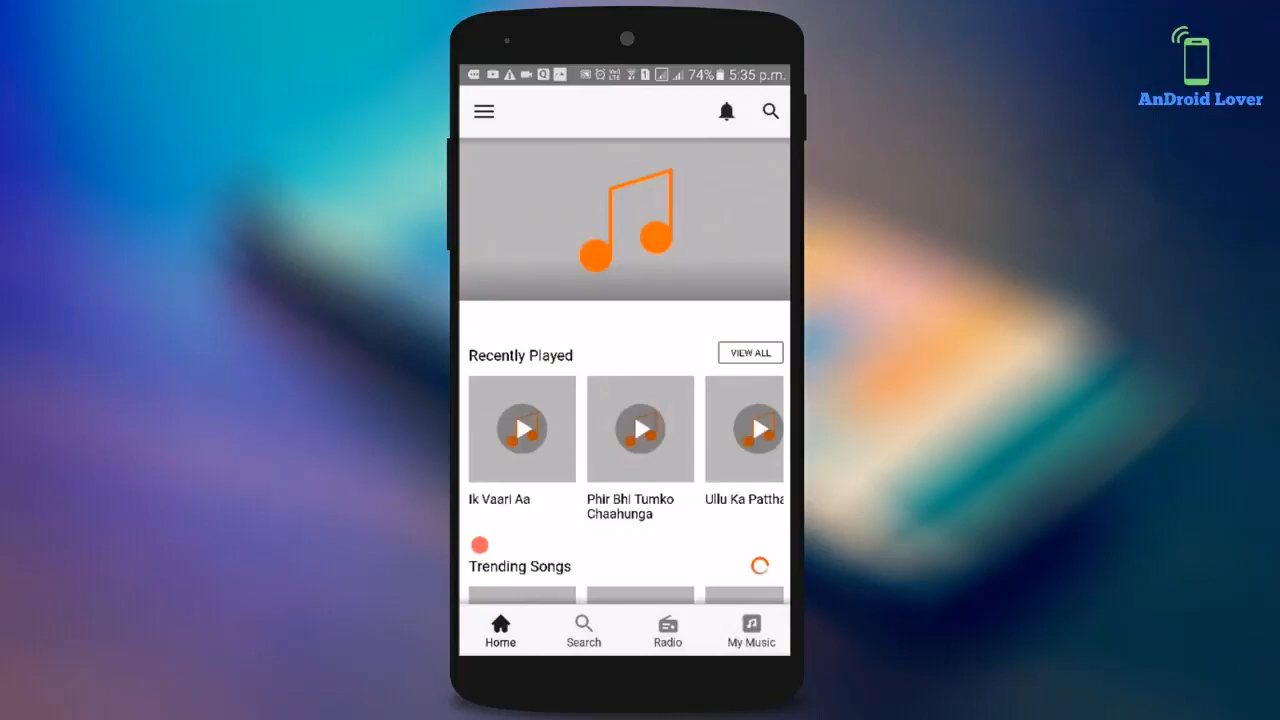 AnDroid Lover
74% 5:35 p.m.
Recently Played
VIEW ALL
Ik Vaari Aa
Phir Bhi Tumko
Chaahunga
Ullu Ka Pattha
Trending Songs
Home
Search
Radio
My Music